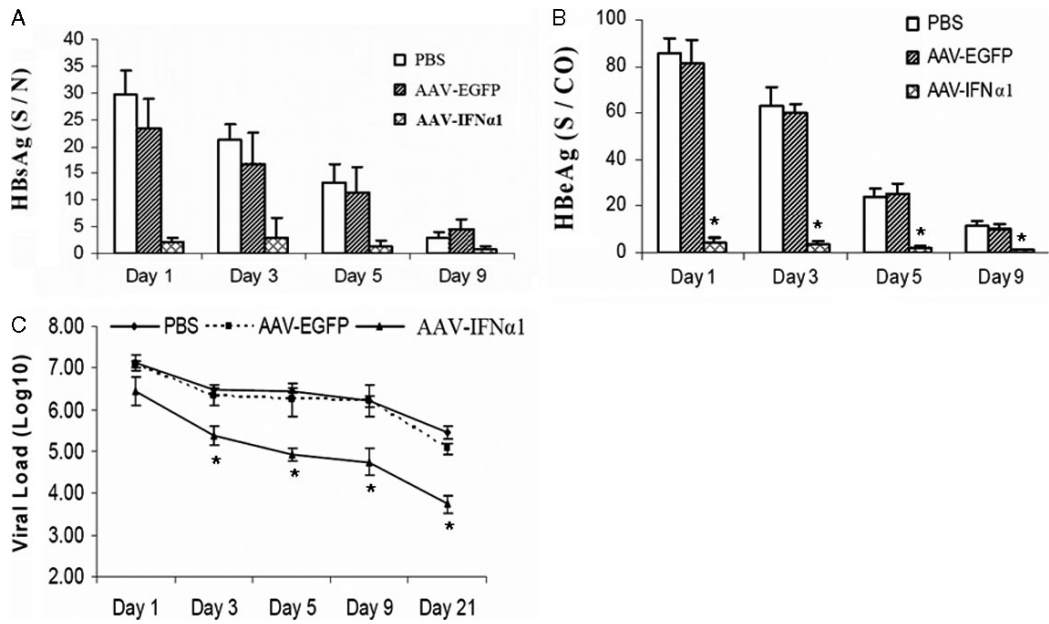 A
HBsAg (S / N)
40
35
30
25
20
15
10
5
0
PBS
AAV-EGFP
AAV-IFNα1
Day 1 Day 3 Day 5 Day 9
B
HBeAg (S / CO)
100
80
60
40
20
0
PBS
AAV-EGFP
AAV-IFNα1
* * * *
Day 1 Day 3 Day 5 Day 9
C
Viral Load (Log10)
8.00
7.00
6.00
5.00
4.00
3.00
2.00
PBS AAV-EGFP AAV-IFNα1
* * * *
Day 1 Day 3 Day 5 Day 9 Day 21